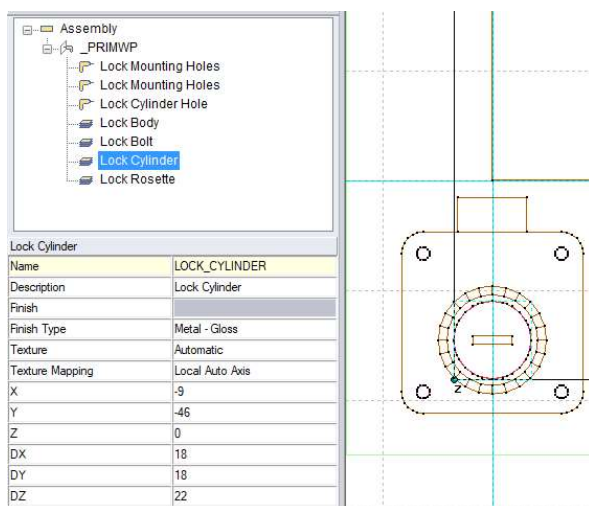 Assembly
_PRIMWP
Lock Mounting Holes
Lock Mounting Holes
Lock Cylinder Hole
Lock Body
Lock Bolt
Lock Cylinder
Lock Rosette
Lock Cylinder
Name LOCK_CYLINDER
Description Lock Cylinder
Finish
Finish Type Metal - Gloss
Texture Automatic
Texture Mapping Local Auto Axis
X -9
Y -46
Z 0
DX 18
DY 18
DZ 22
Z